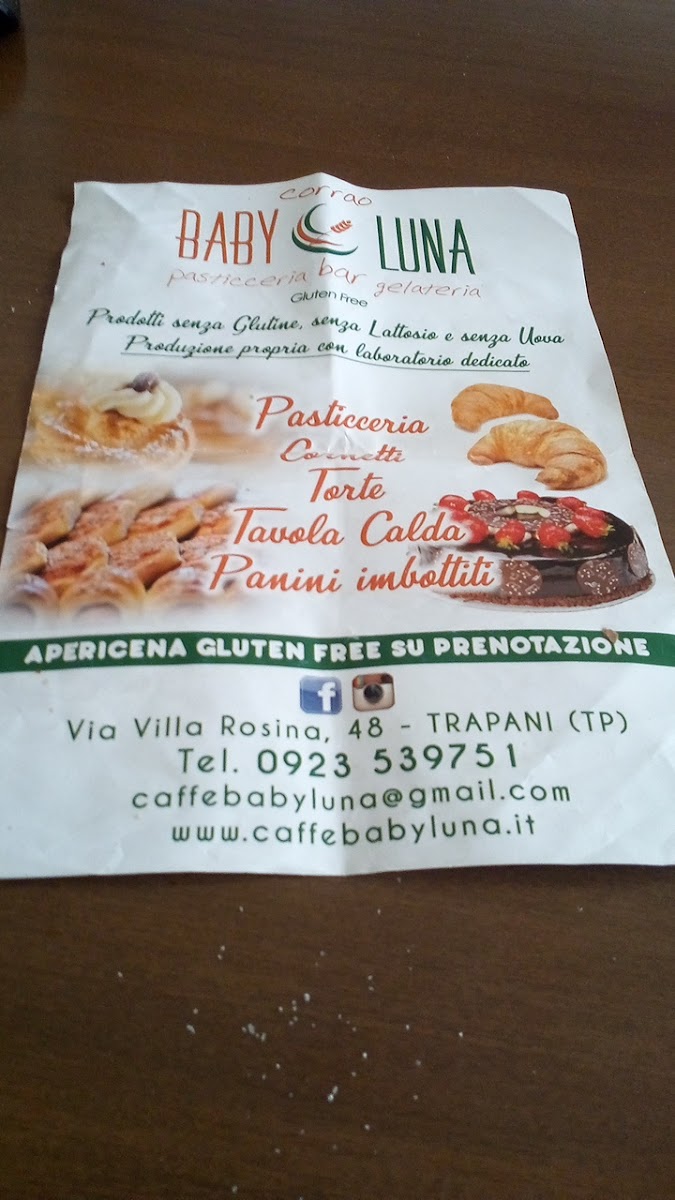 corrao
BABY LUNA
pasticceria bar gelateria
Gluten Free
Prodotti senza Glutine, senza Lattosio e senza Uova
Produzione propria con laboratorio dedicato
Pasticceria
Cornetti
Torte
Tavola Calda
Panini imbottiti
APERICENA GLUTEN FREE SU PRENOTAZIONE
f
Via Villa Rosina, 48 - TRAPANI (TP)
Tel. 0923 539751
caffebabyluna@gmail.com
www.caffebabyluna.it